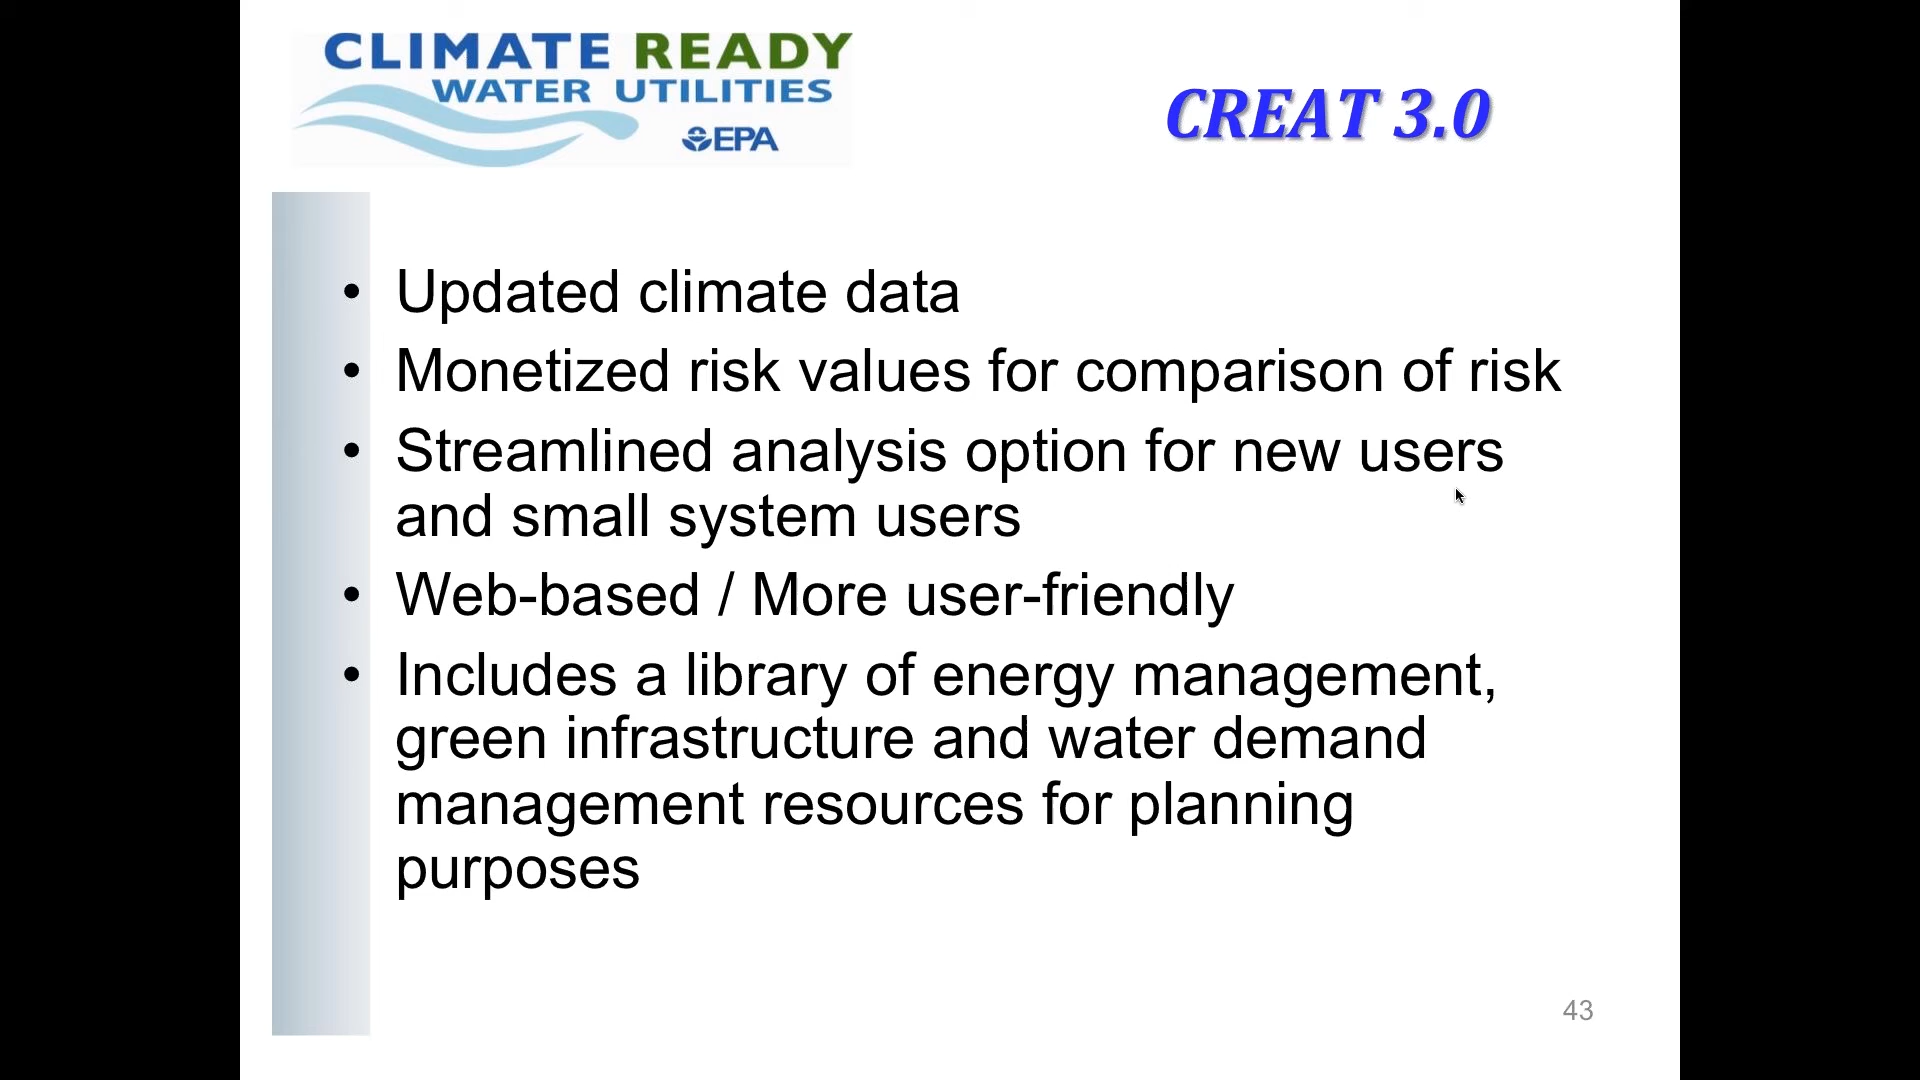 CLIMATE READY
WATER UTILITIES
EPA
CREAT 3.0
• Updated climate data
• Monetized risk values for comparison of risk
• Streamlined analysis option for new users
and small system users
• Web-based / More user-friendly
• Includes a library of energy management,
green infrastructure and water demand
management resources for planning
purposes
43